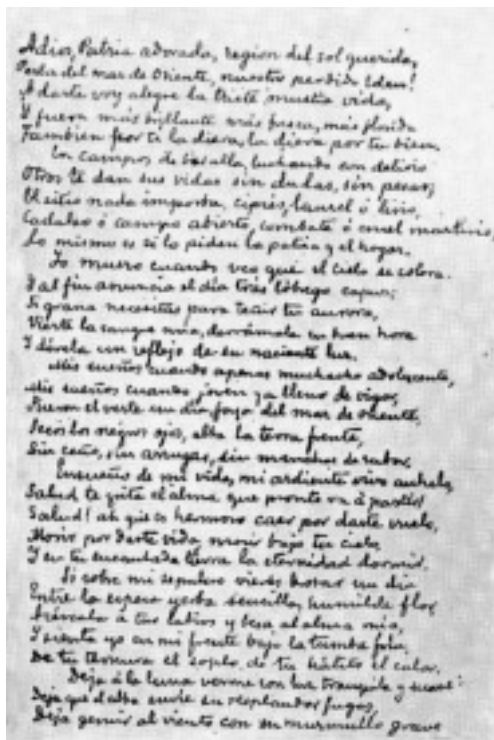 Adios, Patria adorada, region del sol querida,
Perla del mar de Oriente, nuestro perdido Eden!
A darte voy alegre la triste mustia vida,
Y fuera más brillante más fresca, más florida
Tambien por ti la diera, la diera por tu bien.
En campos de batalla, luchando con delirio
Otros te dan sus vidas sin dudas, sin pesar;
El sitio nada importa, ciprés, laurel ó lirio,
Cadalso ó campo abierto, combate ó cruel martirio,
Lo mismo es si lo piden la patria y el hogar.
Yo muero cuando veo que el cielo se colora
Y al fin anuncia el día tras lóbrego capuz;
Si grana necesitas para teñir tu aurora,
Vierte la sangre mia, derrámala en buen hora
Y dórela un reflejo de su naciente luz.
Mis sueños cuando apenas muchacho adolescente,
Mis sueños cuando joven ya lleno de vigor,
Fueron el verte un dia, joya del mar de oriente,
Secos los negros ojos, alta la tersa frente,
Sin ceño, sin arrugas, sin manchas de rubor.
Ensueño de mi vida, mi ardiente vivo anhelo,
Salud te grita el alma que pronto va á partir!
Salud! ah que es hermoso caer por darte vuelo,
Morir por darte vida, morir bajo tu cielo,
Y en tu encantada tierra la eternidad dormir.
Si sobre mi sepulcro vieres brotar un dia
Entre la espesa yerba sencilla, humilde flor,
Acércala á tus labios y besa al alma mia,
Y sienta yo en mi frente bajo la tumba fria
De tu ternura el soplo, de tu hálito el calor.
Deja á la luna verme con luz tranquila y suave;
Deja que el alba envie su resplandor fugaz,
Deja gemir al viento con su murmullo grave